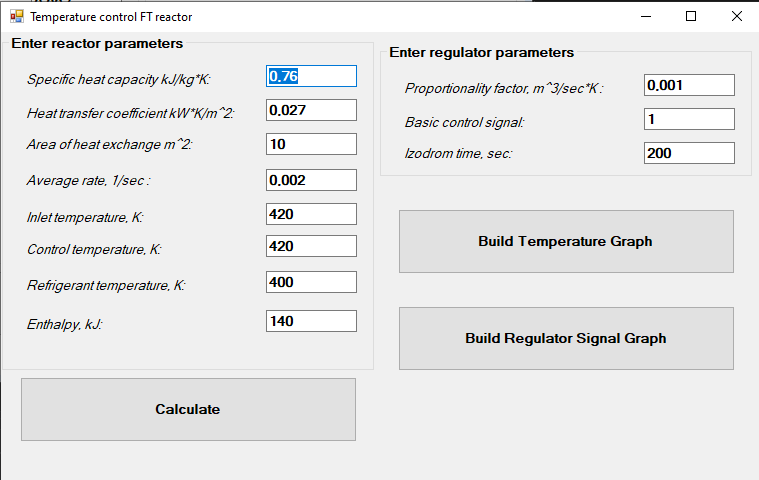 Temperature control FT reactor
Enter reactor parameters
Specific heat capacity kJ/kg*K: 0.76
Heat transfer coefficient kW*K/m^2: 0.027
Area of heat exchange m^2: 10
Average rate, 1/sec : 0.002
Inlet temperature, K: 420
Control temperature, K: 420
Refrigerant temperature, K: 400
Enthalpy, kJ: 140
Calculate
Enter regulator parameters
Proportionality factor, m^3/sec*K : 0.001
Basic control signal: 1
Izodrom time, sec: 200
Build Temperature Graph
Build Regulator Signal Graph